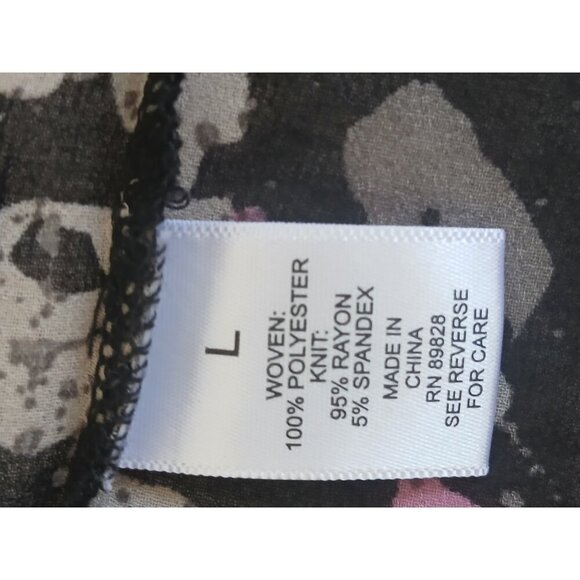 L
WOVEN:
100% POLYESTER
KNIT:
95% RAYON
5% SPANDEX
MADE IN
CHINA
RN 89828
SEE REVERSE
FOR CARE